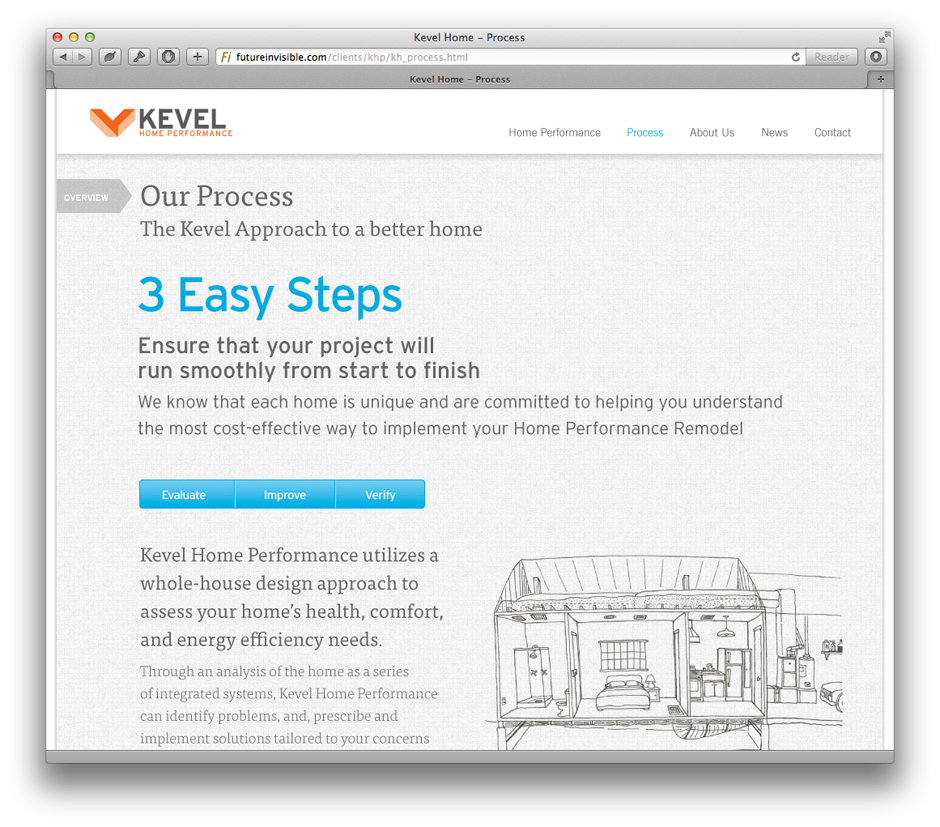 Kevel Home – Process
Fi futureinvisible.com/clients/khp/kh_process.html
Reader
Kevel Home – Process
KEVEL
HOME PERFORMANCE
Home Performance Process About Us News Contact
OVERVIEW
Our Process
The Kevel Approach to a better home
3 Easy Steps
Ensure that your project will
run smoothly from start to finish
We know that each home is unique and are committed to helping you understand
the most cost-effective way to implement your Home Performance Remodel
Evaluate Improve Verify
Kevel Home Performance utilizes a
whole-house design approach to
assess your home’s health, comfort,
and energy efficiency needs.
Through an analysis of the home as a series
of integrated systems, Kevel Home Performance
can identify problems, and, prescribe and
implement solutions tailored to your concerns